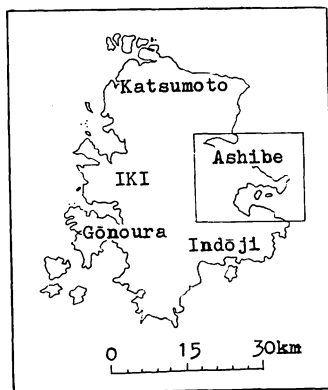 Katsumoto
Ashibe
IKI
Gōnoura
Indōji
0 15 30km